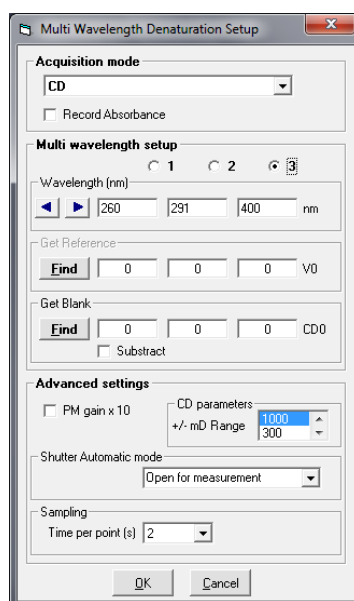 Multi Wavelength Denaturation Setup
Acquisition mode
CD
Record Absorbance
Multi wavelength setup
1 2 3
Wavelength (nm)
260 291 400 nm
Get Reference
Find 0 0 0 V0
Get Blank
Find 0 0 0 CD0
Substract
Advanced settings
PM gain x 10
CD parameters
+/- mD Range 1000
300
Shutter Automatic mode
Open for measurement
Sampling
Time per point (s) 2
OK Cancel